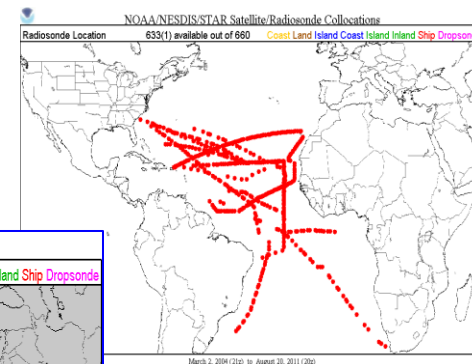 NOAA/NESDIS/STAR Satellite/Radiosonde Collocations
Radiosonde Location 633(1) available out of 660 Coast Land Island Coast Island Inland Ship Dropsond
land Ship Dropsonde
March 2, 2004 (21z) to August 20, 2011 (20z)